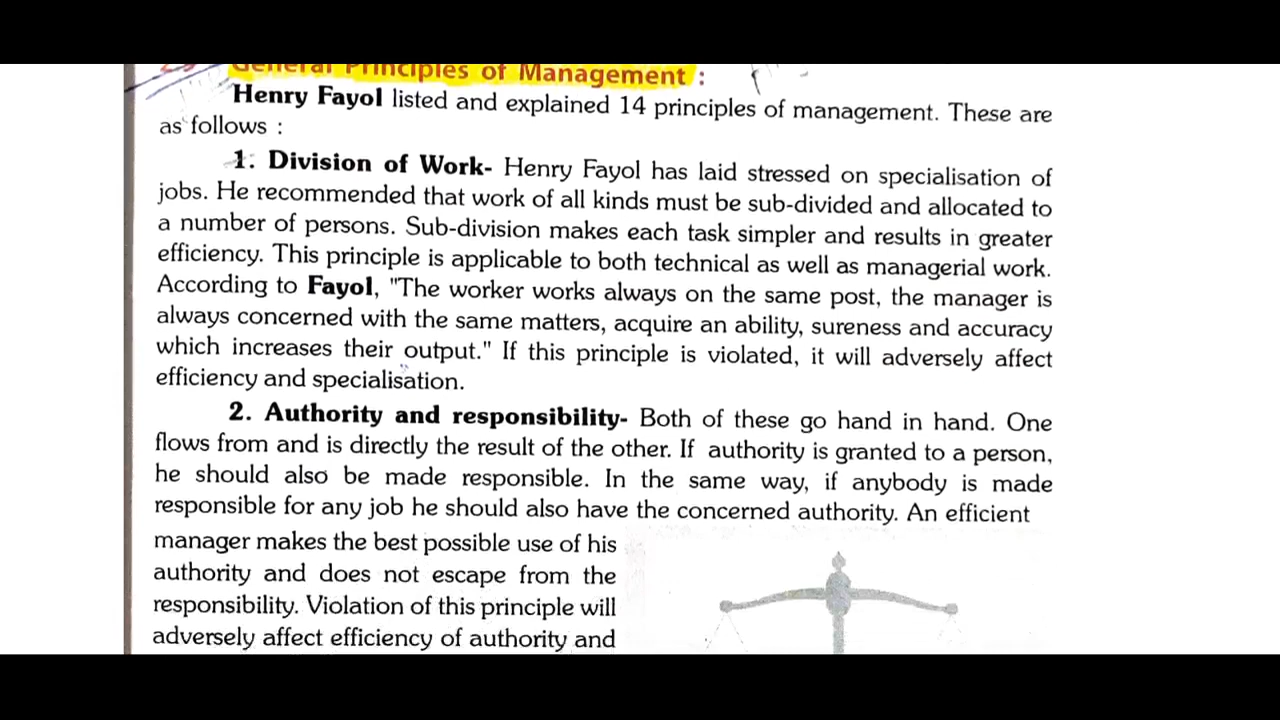 General Principles of Management :
Henry Fayol listed and explained 14 principles of management. These are
as follows :
1. Division of Work- Henry Fayol has laid stressed on specialisation of
jobs. He recommended that work of all kinds must be sub-divided and allocated to
a number of persons. Sub-division makes each task simpler and results in greater
efficiency. This principle is applicable to both technical as well as managerial work.
According to Fayol, "The worker works always on the same post, the manager is
always concerned with the same matters, acquire an ability, sureness and accuracy
which increases their output." If this principle is violated, it will adversely affect
efficiency and specialisation.
2. Authority and responsibility- Both of these go hand in hand. One
flows from and is directly the result of the other. If authority is granted to a person,
he should also be made responsible. In the same way, if anybody is made
responsible for any job he should also have the concerned authority. An efficient
manager makes the best possible use of his
authority and does not escape from the
responsibility. Violation of this principle will
adversely affect efficiency of authority and